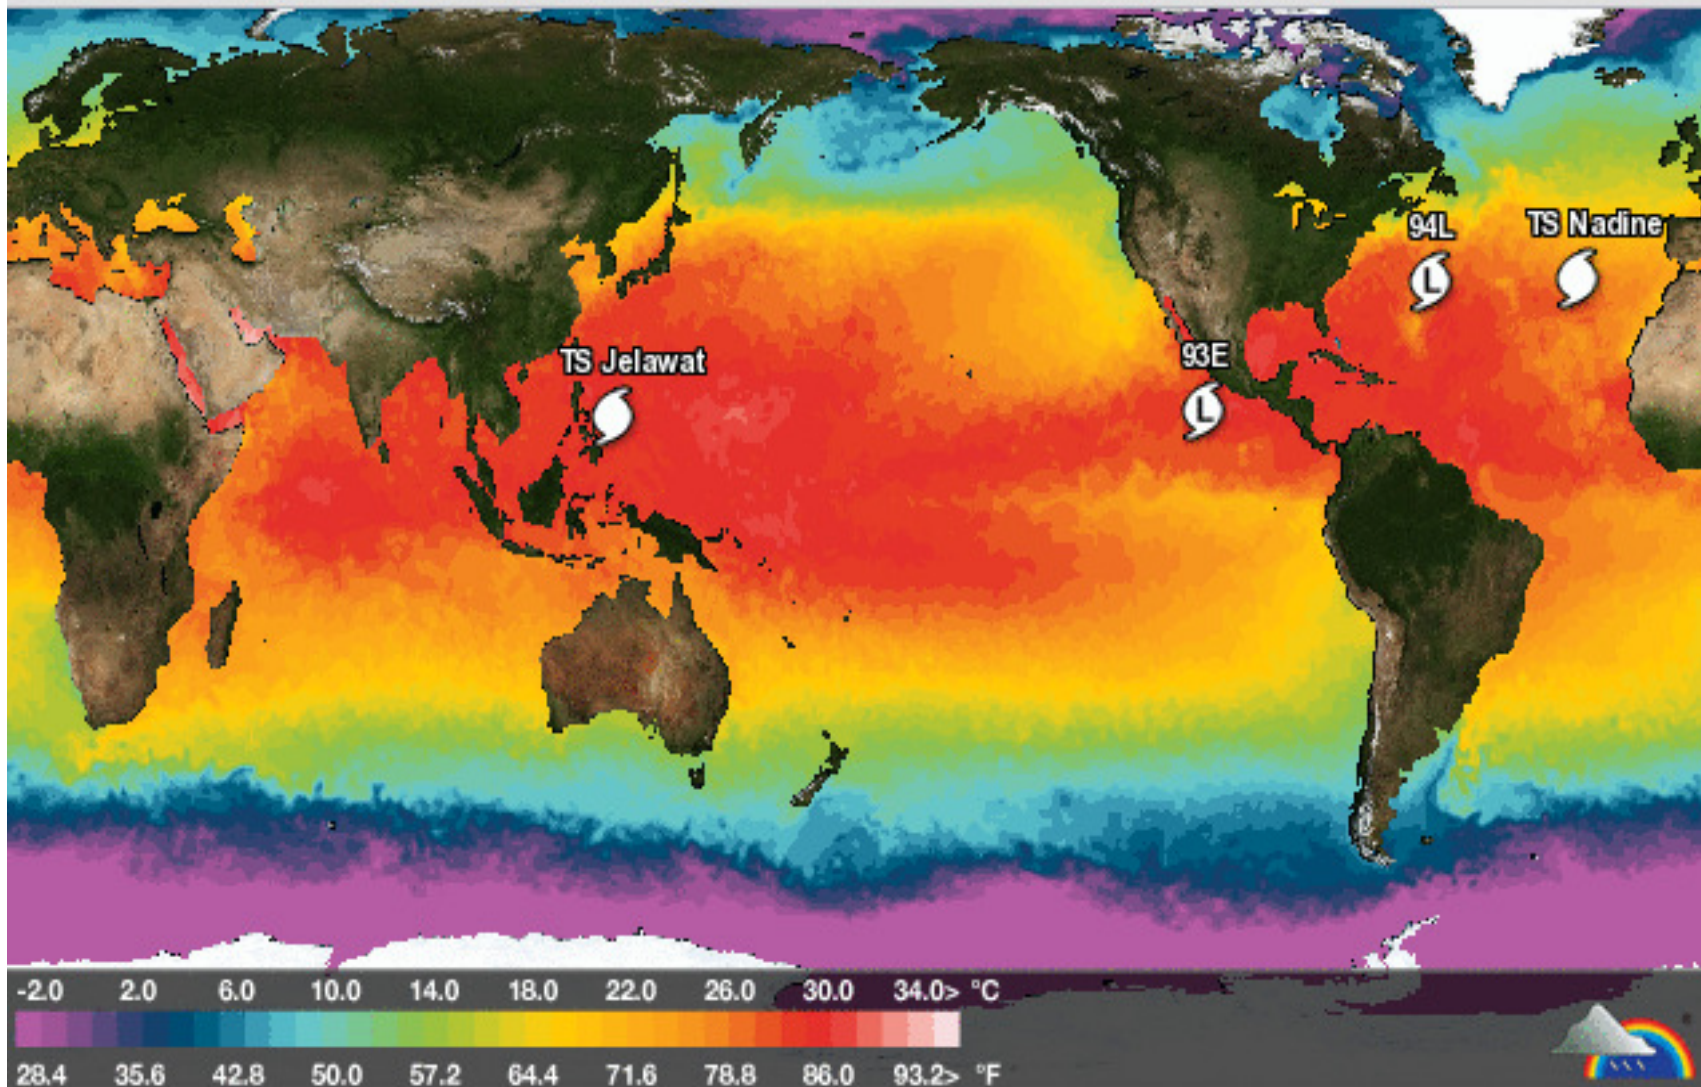 94L
TS Nadine
L
TS Jelawat
93E
L
-2.0 2.0 6.0 10.0 14.0 18.0 22.0 26.0 30.0 34.0> °C
28.4 35.6 42.8 50.0 57.2 64.4 71.6 78.8 86.0 93.2> °F